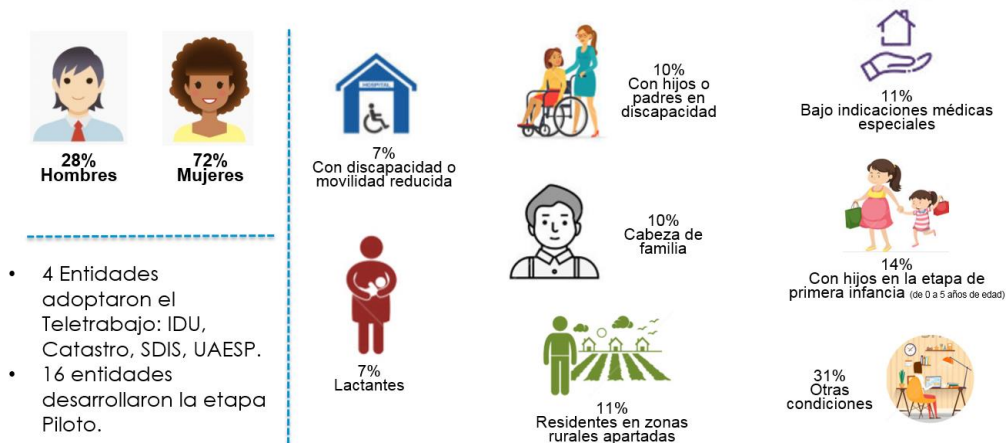 28%
Hombres
72%
Mujeres
• 4 Entidades
adoptaron el
Teletrabajo: IDU,
Catastro, SDIS, UAESP.
• 16 entidades
desarrollaron la etapa
Piloto.
HOSPITAL
7%
Con discapacidad o
movilidad reducida
7%
Lactantes
10%
Con hijos o
padres en
discapacidad
10%
Cabeza de
familia
11%
Residentes en zonas
rurales apartadas
11%
Bajo indicaciones médicas
especiales
14%
Con hijos en la etapa de
primera infancia (de 0 a 5 años de edad)
31%
Otras
condiciones